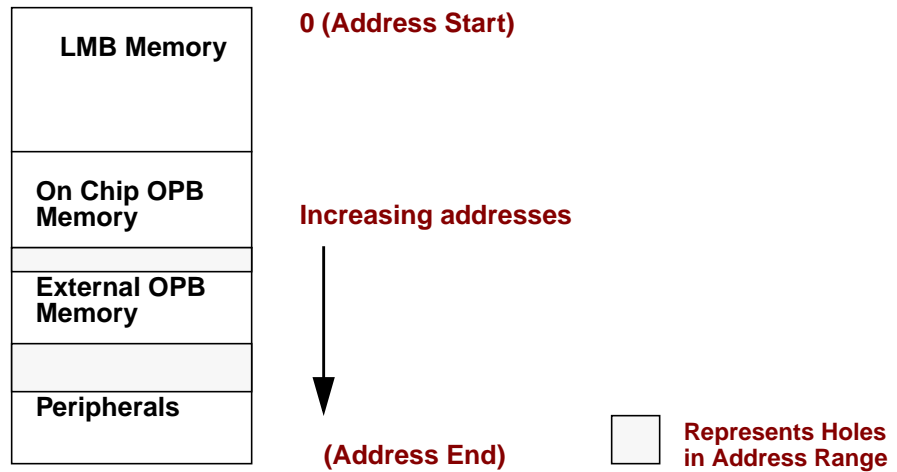 LMB Memory
0 (Address Start)
On Chip OPB
Memory
Increasing addresses
External OPB
Memory
Peripherals
(Address End)
Represents Holes
in Address Range